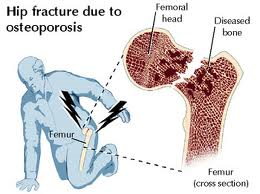 Hip fracture due to
osteoporosis
Femoral
head
Diseased
bone
Femur
Femur
(cross section)